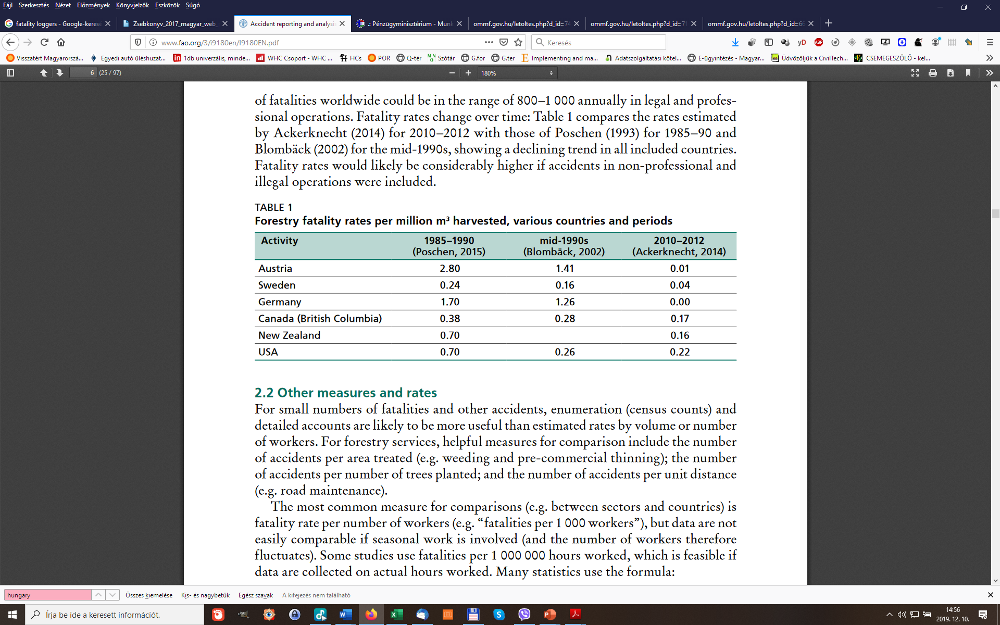 Fájl Szerkesztés Nézet Előzmények Könyvjelzők Eszközök Súgó
fatality loggers - Google-keres
Zsebkonyv_2017_magyar_web_
Accident reporting and analysis
.: Pénzügyminisztérium - Munk
ommf.gov.hu/letoltes.php?d_id=74
ommf.gov.hu/letoltes.php?d_id=71
ommf.gov.hu/letoltes.php?d_id=66
www.fao.org/3/i9180en/I9180EN.pdf
Keresés
Visszatért Magyarorszá... Egyedi autó üléshuzat... 1db univerzális, minde... WHC Csoport - WHC ... HCs POR Q-tér Szótár G.for G.ter Implementing and ma... Adatszolgáltatási kötel... E-ügyintézés - Magyar... Üdvözöljük a CivilTech... CSEMEGESZŐLŐ - kel...
6 (25 / 97) 180%
of fatalities worldwide could be in the range of 800–1 000 annually in legal and profes-
sional operations. Fatality rates change over time: Table 1 compares the rates estimated
by Ackerknecht (2014) for 2010–2012 with those of Poschen (1993) for 1985–90 and
Blombäck (2002) for the mid-1990s, showing a declining trend in all included countries.
Fatality rates would likely be considerably higher if accidents in non-professional and
illegal operations were included.
TABLE 1
Forestry fatality rates per million m³ harvested, various countries and periods
Activity 1985–1990 mid-1990s 2010–2012
(Poschen, 2015) (Blombäck, 2002) (Ackerknecht, 2014)
Austria 2.80 1.41 0.01
Sweden 0.24 0.16 0.04
Germany 1.70 1.26 0.00
Canada (British Columbia) 0.38 0.28 0.17
New Zealand 0.70 0.16
USA 0.70 0.26 0.22
2.2 Other measures and rates
For small numbers of fatalities and other accidents, enumeration (census counts) and
detailed accounts are likely to be more useful than estimated rates by volume or number
of workers. For forestry services, helpful measures for comparison include the number
of accidents per area treated (e.g. weeding and pre-commercial thinning); the number
of accidents per number of trees planted; and the number of accidents per unit distance
(e.g. road maintenance).
The most common measure for comparisons (e.g. between sectors and countries) is
fatality rate per number of workers (e.g. “fatalities per 1 000 workers”), but data are not
easily comparable if seasonal work is involved (and the number of workers therefore
fluctuates). Some studies use fatalities per 1 000 000 hours worked, which is feasible if
data are collected on actual hours worked. Many statistics use the formula:
hungary Összes kiemelése Kis- és nagybetűk Egész szavak A kifejezés nem található
Írja be ide a keresett információt.
14:56
2019. 12. 10.